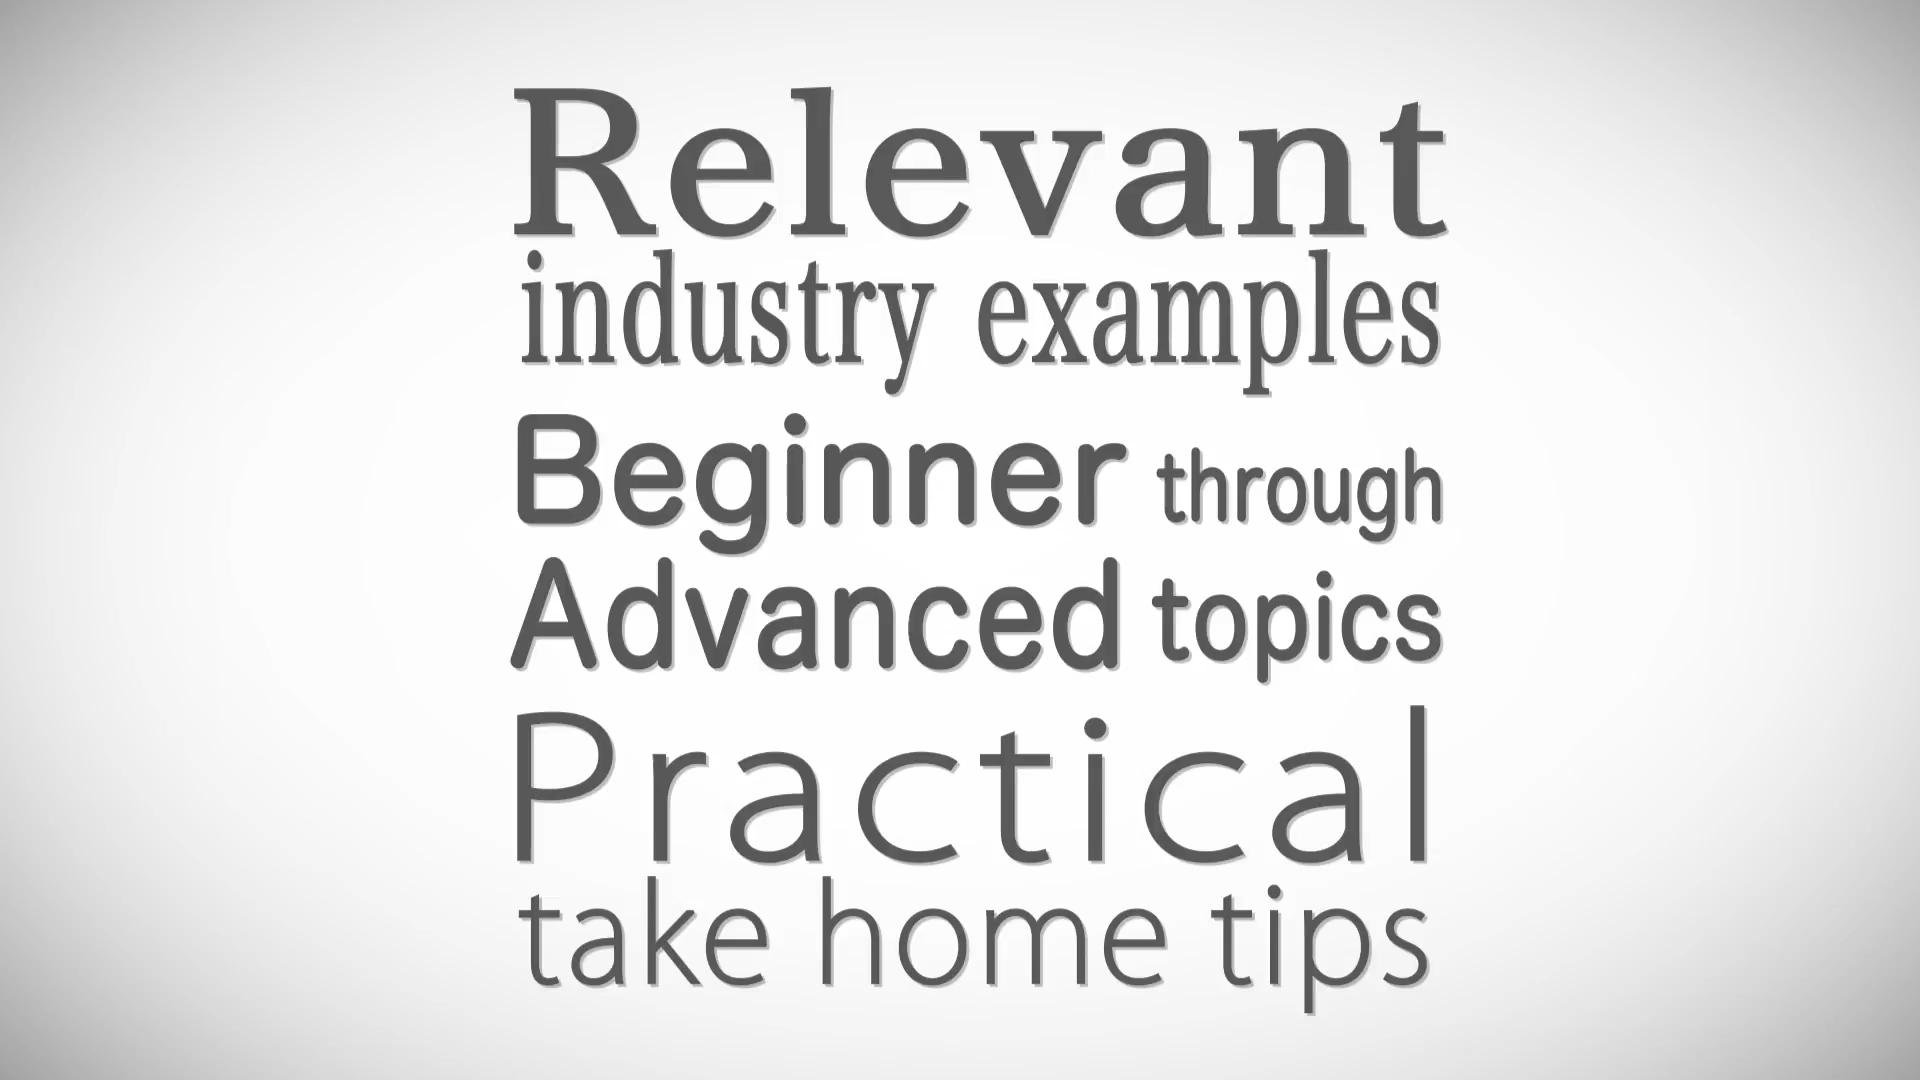 Relevant
industry examples
Beginner through
Advanced topics
Practical
take home tips